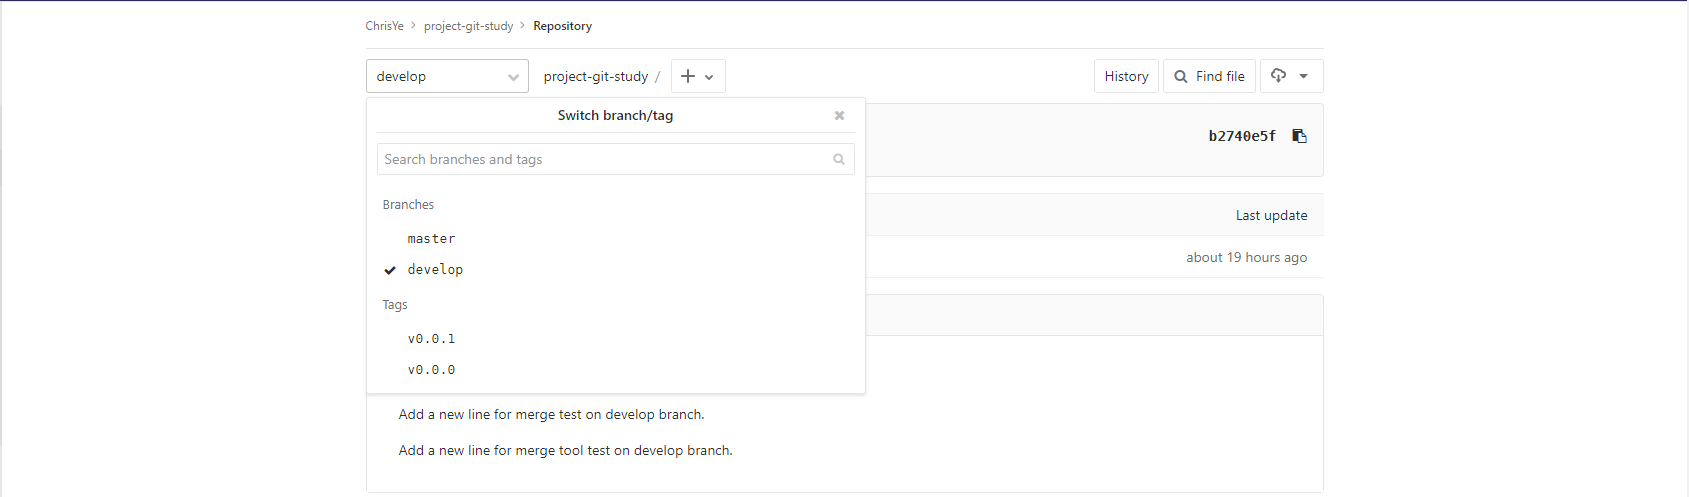 ChrisYe > project-git-study > Repository
develop project-git-study / History Find file
Switch branch/tag
b2740e5f
Search branches and tags
Branches
Last update
master
about 19 hours ago
develop
Tags
v0.0.1
v0.0.0
Add a new line for merge test on develop branch.
Add a new line for merge tool test on develop branch.